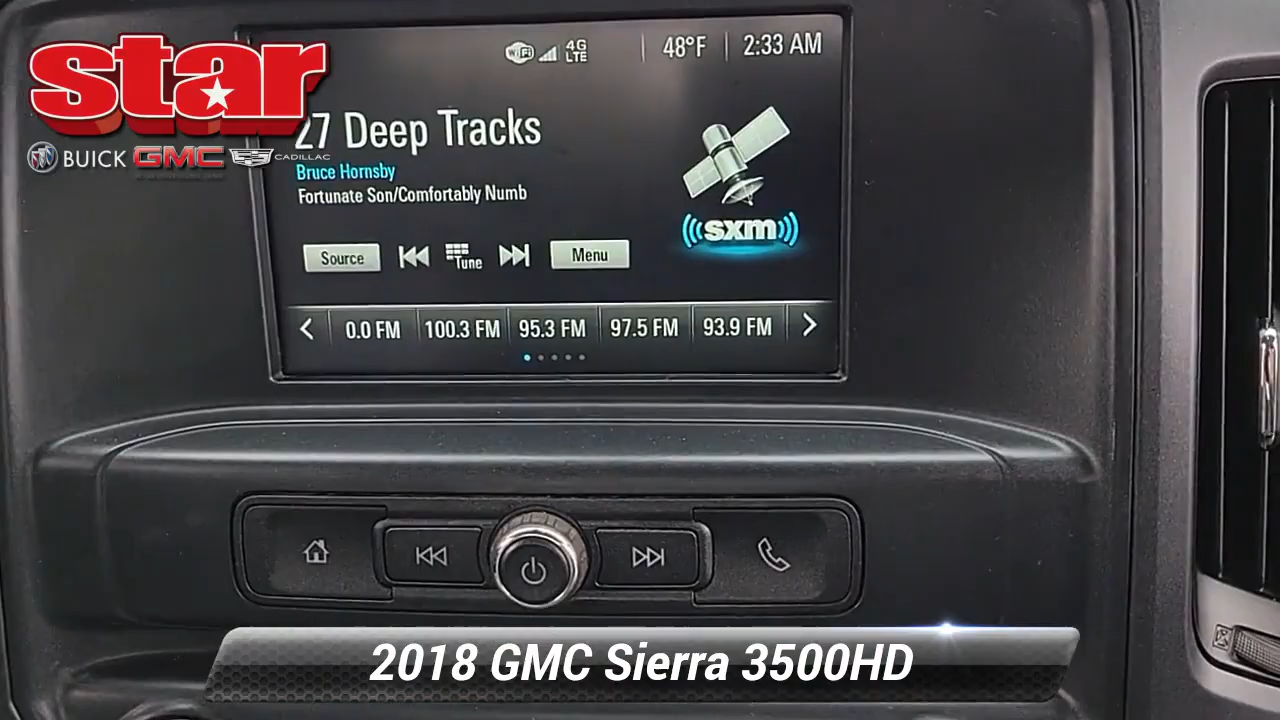 star
BUICK GMC CADILLAC
WiFi 4G LTE 48°F 2:33 AM
27 Deep Tracks
Bruce Hornsby
Fortunate Son/Comfortably Numb
sxm
Source Tune Menu
0.0 FM 100.3 FM 95.3 FM 97.5 FM 93.9 FM
2018 GMC Sierra 3500HD